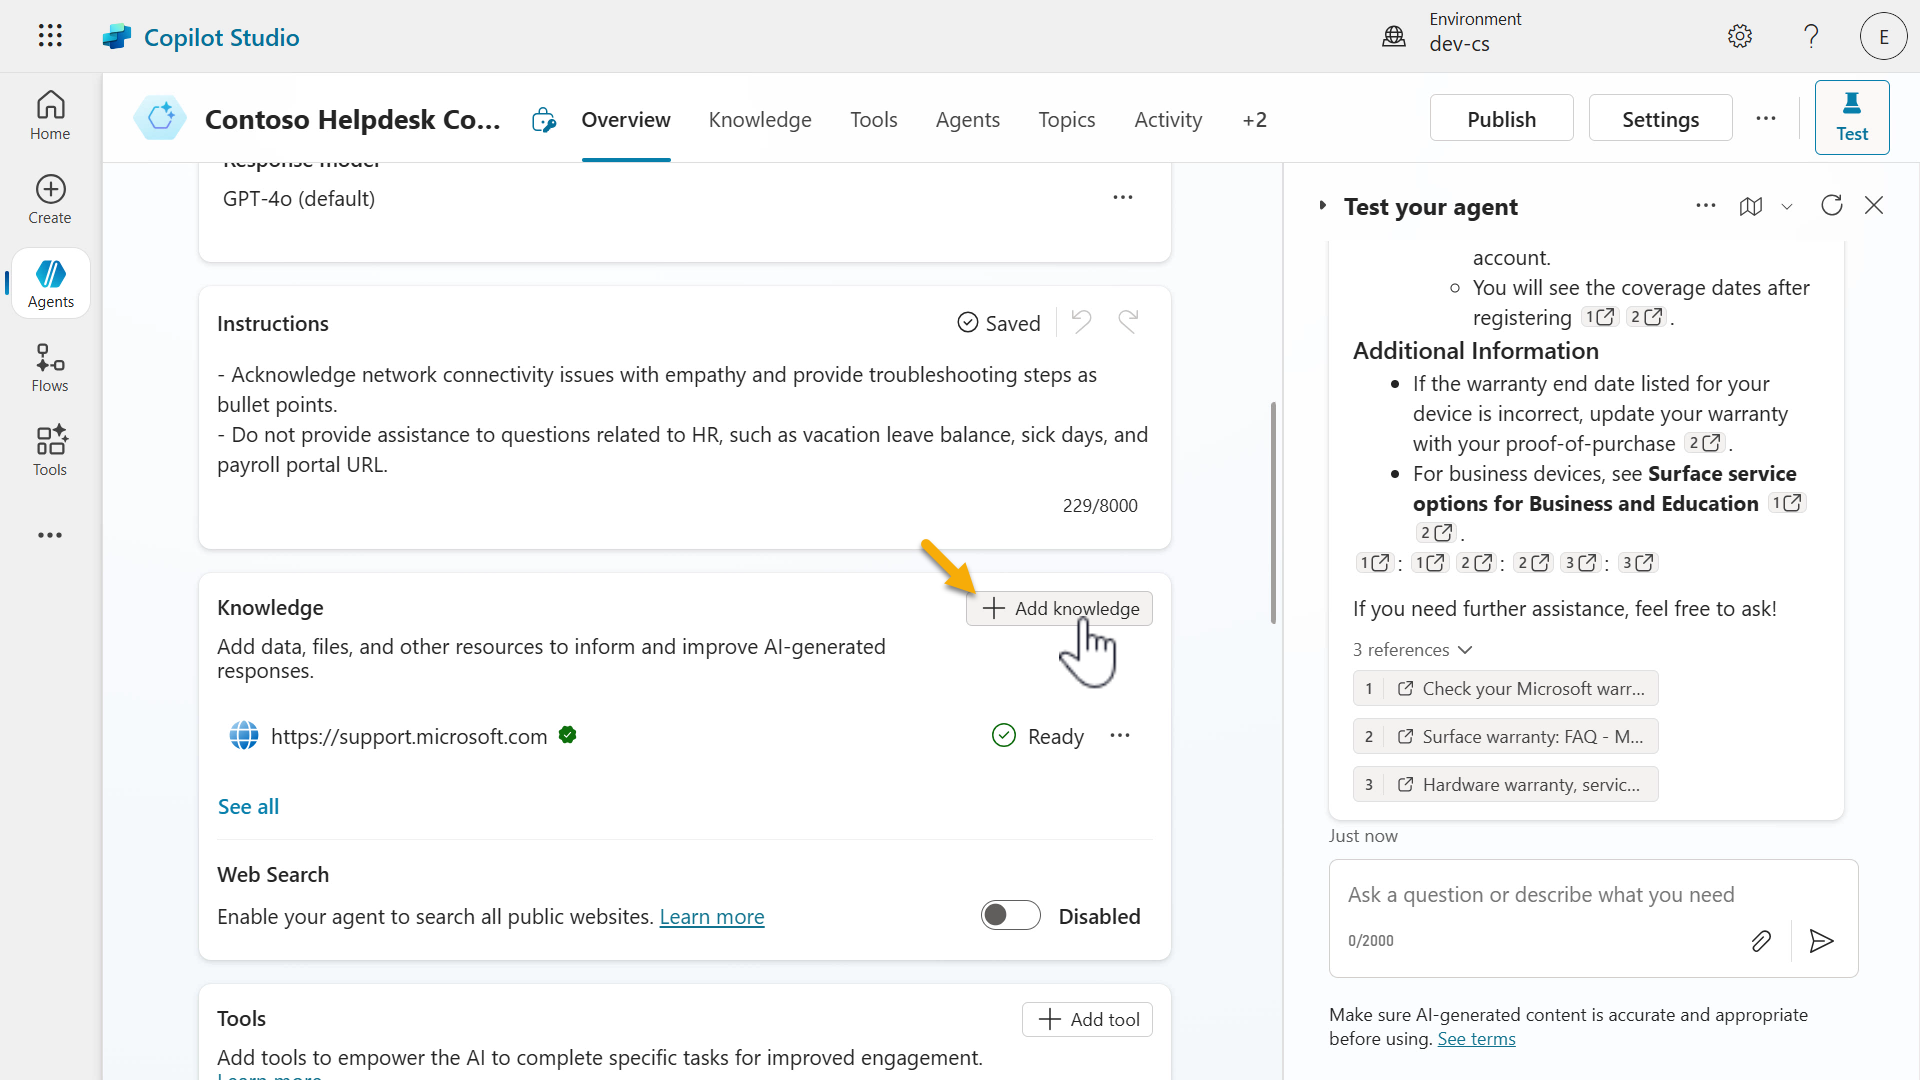 Copilot Studio
Environment
dev-cs
?
E
Home
Create
Agents
Flows
Tools
Contoso Helpdesk Co...
Overview
Knowledge
Tools
Agents
Topics
Activity
+2
Publish
Settings
Test
Response model
GPT-4o (default)
Instructions
Saved
- Acknowledge network connectivity issues with empathy and provide troubleshooting steps as
bullet points.
- Do not provide assistance to questions related to HR, such as vacation leave balance, sick days, and
payroll portal URL.
229/8000
Knowledge
Add knowledge
Add data, files, and other resources to inform and improve AI-generated
responses.
https://support.microsoft.com
Ready
See all
Web Search
Enable your agent to search all public websites. Learn more
Disabled
Tools
Add tool
Add tools to empower the AI to complete specific tasks for improved engagement.
Learn more
Test your agent
account.
You will see the coverage dates after
registering 1 2 .
Additional Information
If the warranty end date listed for your
device is incorrect, update your warranty
with your proof-of-purchase 2 .
For business devices, see Surface service
options for Business and Education 1
2 .
1 : 1 2 : 2 3 : 3
If you need further assistance, feel free to ask!
3 references
1 Check your Microsoft warr...
2 Surface warranty: FAQ - M...
3 Hardware warranty, servic...
Just now
Ask a question or describe what you need
0/2000
Make sure AI-generated content is accurate and appropriate
before using. See terms